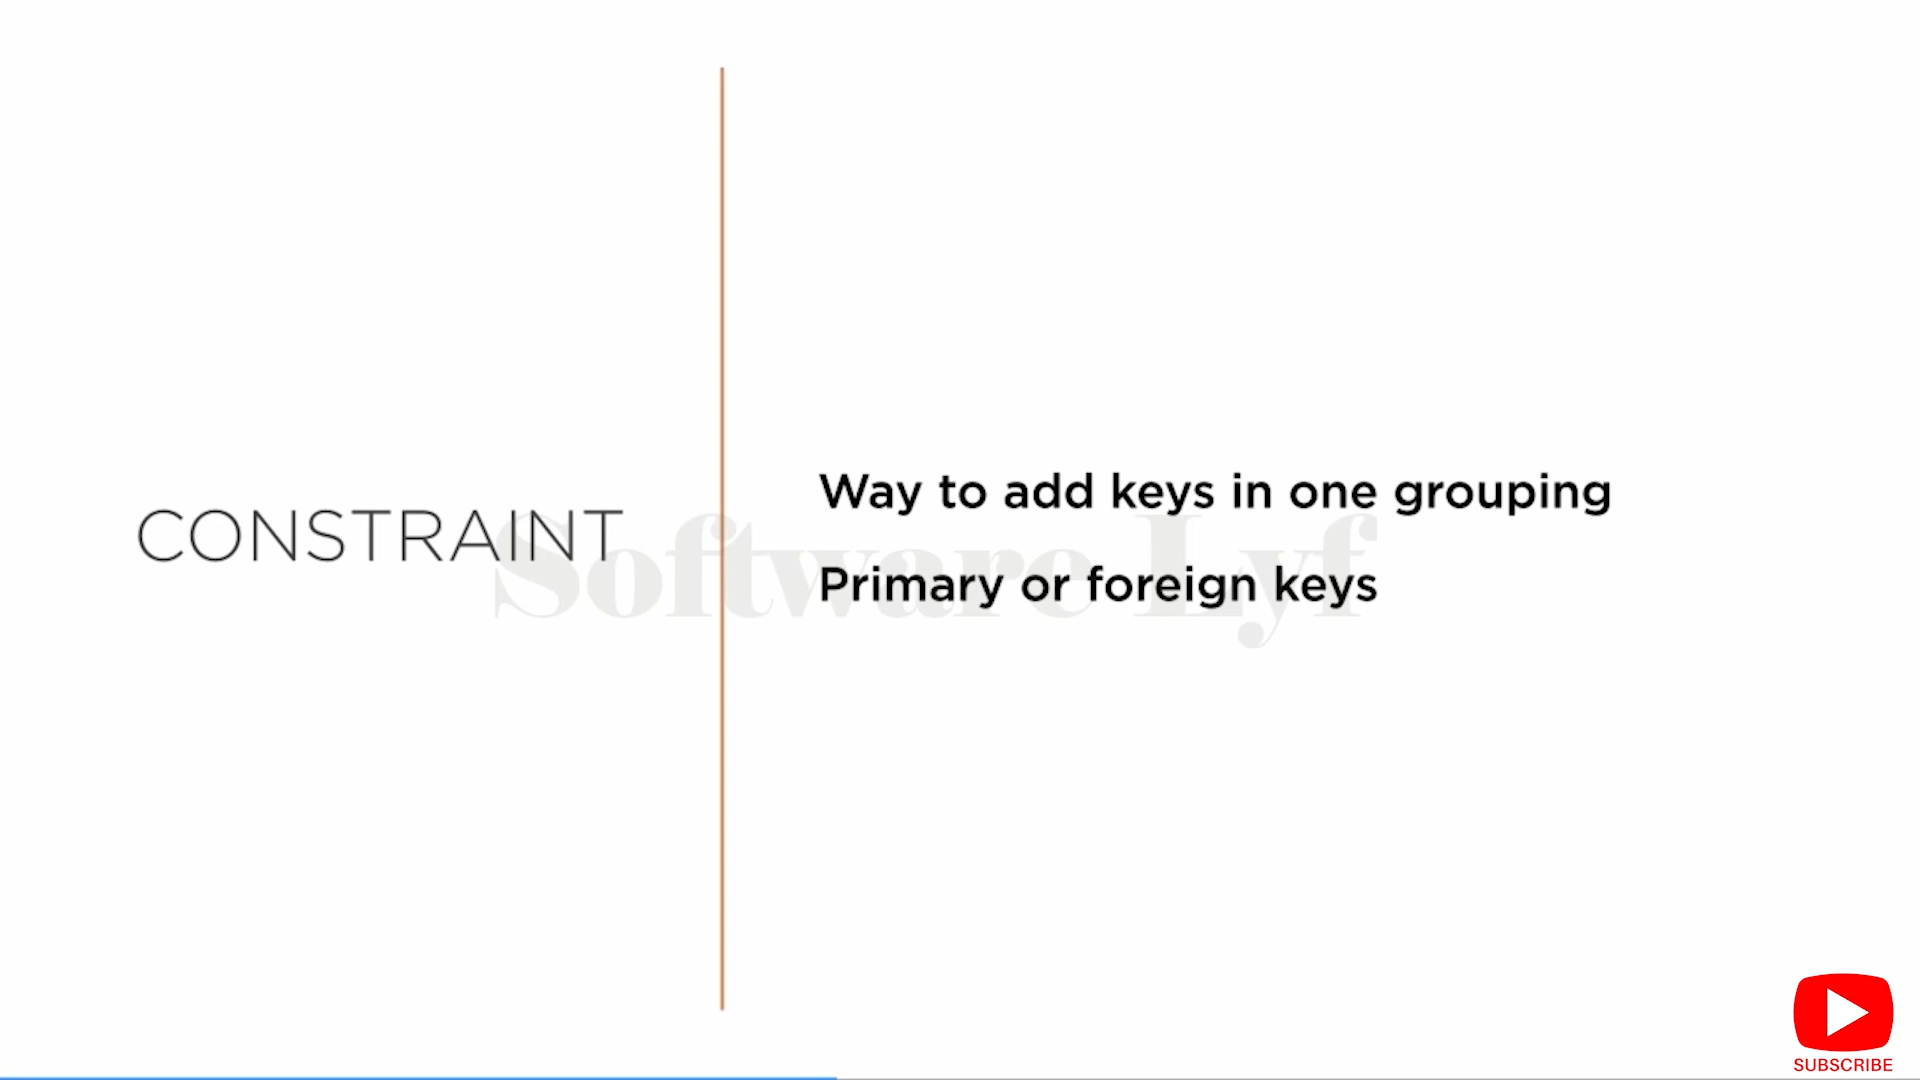 CONSTRAINT
Way to add keys in one grouping
Primary or foreign keys
Software Lyf
SUBSCRIBE